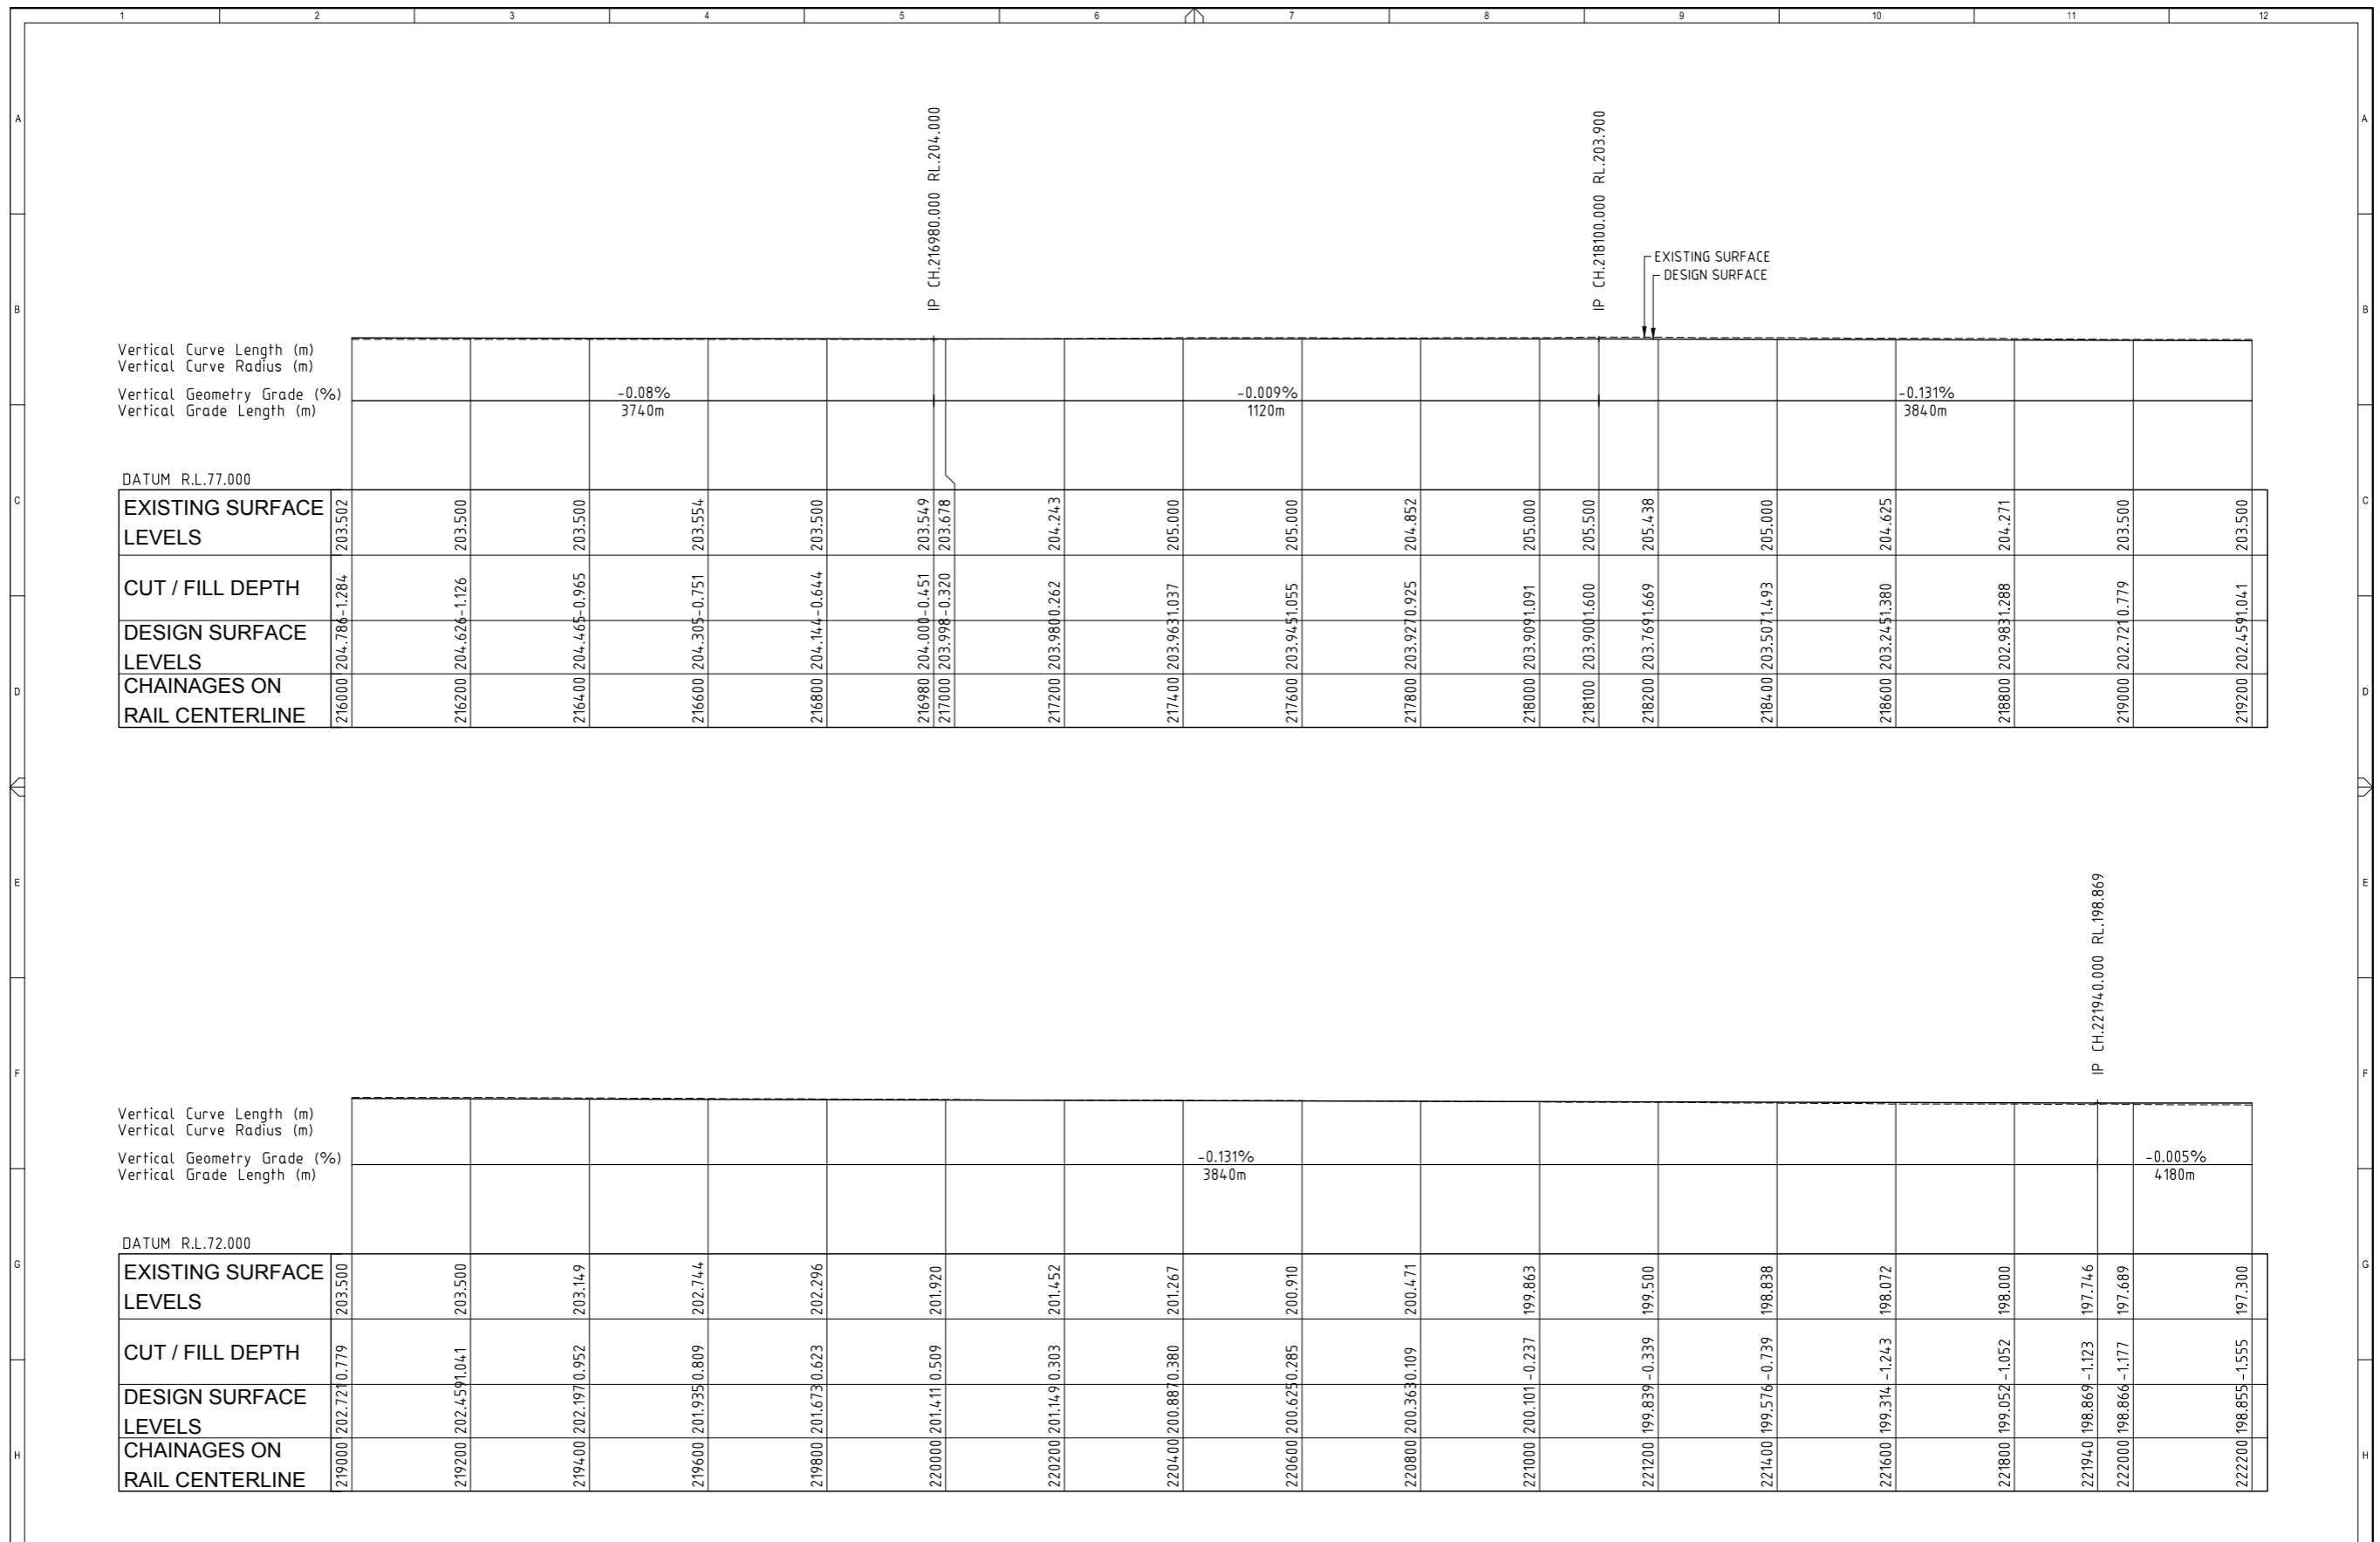 1 2 3 4 5 6 7 8 9 10 11 12
A A
IP CH.216980.000 RL.204.000
IP CH.218100.000 RL.203.900
EXISTING SURFACE
DESIGN SURFACE
B B
Vertical Curve Length (m)
Vertical Curve Radius (m)
Vertical Geometry Grade (%) -0.08% -0.009% -0.131%
Vertical Grade Length (m) 3740m 1120m 3840m
DATUM R.L.77.000
C C
EXISTING SURFACE
LEVELS
203.502 203.500 203.500 203.554 203.500 203.549 203.678 204.243 205.000 205.000 204.852 205.000 205.500 205.438 205.000 204.625 204.271 203.500 203.500
CUT / FILL DEPTH
-1.284 -1.126 -0.965 -0.751 -0.644 -0.451 -0.320 0.262 1.037 1.055 0.925 1.091 1.600 1.669 1.493 1.380 1.288 0.779 1.041
DESIGN SURFACE
LEVELS
204.786 204.626 204.465 204.305 204.144 204.000 203.998 203.980 203.963 203.945 203.927 203.909 203.900 203.769 203.507 203.245 202.983 202.721 202.459
D D
CHAINAGES ON
RAIL CENTERLINE
216000 216200 216400 216600 216800 216980 217000 217200 217400 217600 217800 218000 218100 218200 218400 218600 218800 219000 219200
E E
IP CH.221940.000 RL.198.869
F F
Vertical Curve Length (m)
Vertical Curve Radius (m)
Vertical Geometry Grade (%) -0.131% -0.005%
Vertical Grade Length (m) 3840m 4180m
DATUM R.L.72.000
G G
EXISTING SURFACE
LEVELS
203.500 203.500 203.149 202.744 202.296 201.920 201.452 201.267 200.910 200.471 199.863 199.500 198.838 198.072 198.000 197.746 197.689 197.300
CUT / FILL DEPTH
0.779 1.041 0.952 0.809 0.623 0.509 0.303 0.380 0.285 0.109 -0.237 -0.339 -0.739 -1.243 -1.052 -1.123 -1.177 -1.555
DESIGN SURFACE
LEVELS
202.721 202.459 202.197 201.935 201.673 201.411 201.149 200.887 200.625 200.363 200.101 199.839 199.576 199.314 199.052 198.869 198.866 198.855
H H
CHAINAGES ON
RAIL CENTERLINE
219000 219200 219400 219600 219800 220000 220200 220400 220600 220800 221000 221200 221400 221600 221800 221940 222000 222200